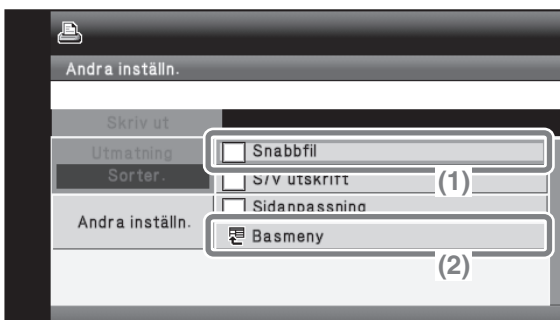 Andra inställn.
Skriv ut
Utmatning
Sorter.
Andra inställn.
Snabbfil
S/V utskrift
(1)
Sidanpassning
Basmeny
(2)